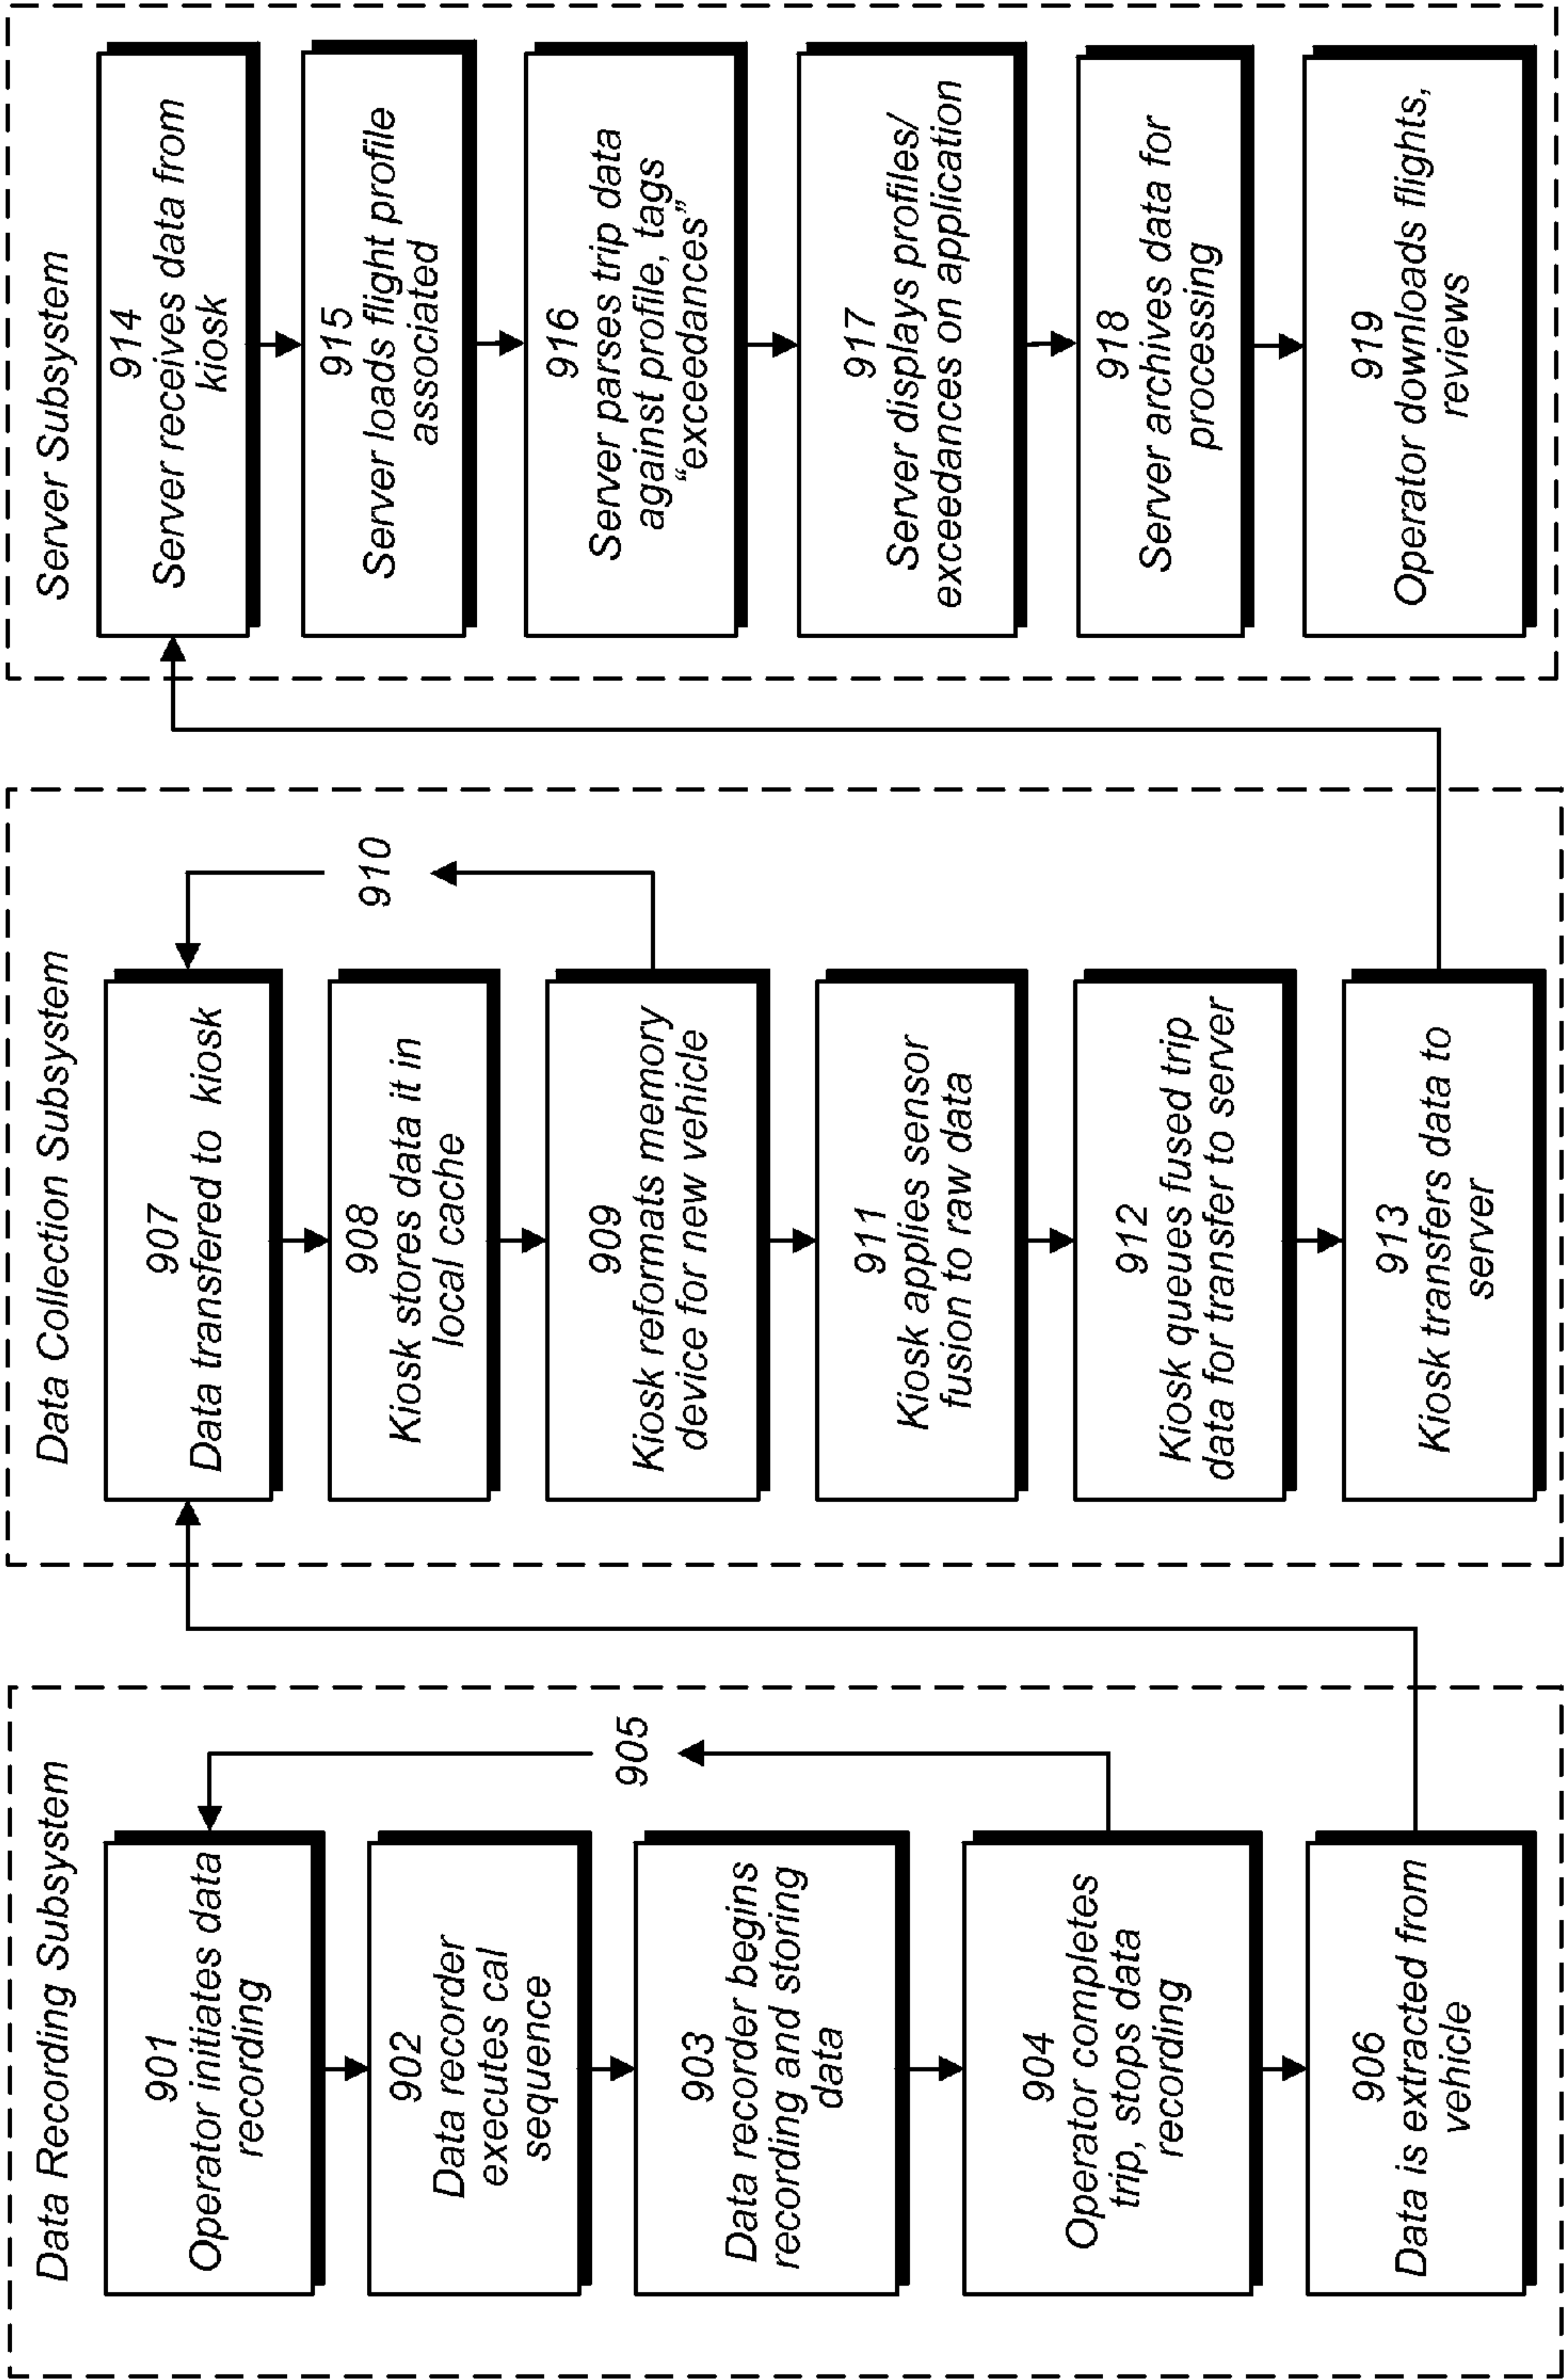 Data Recording Subsystem
901
Operator initiates data
recording
902
Data recorder
executes cal
sequence
903
Data recorder begins
recording and storing
data
904
Operator completes
trip, stops data
recording
905
906
Data is extracted from
vehicle
Data Collection Subsystem
907
Data transfered to kiosk
908
Kiosk stores data it in
local cache
909
Kiosk reformats memory
device for new vehicle
910
911
Kiosk applies sensor
fusion to raw data
912
Kiosk queues fused trip
data for transfer to server
913
Kiosk transfers data to
server
Server Subsystem
914
Server receives data from
kiosk
915
Server loads flight profile
associated
916
Server parses trip data
against profile, tags
“exceedances”
917
Server displays profiles/
exceedances on application
918
Server archives data for
processing
919
Operator downloads flights,
reviews